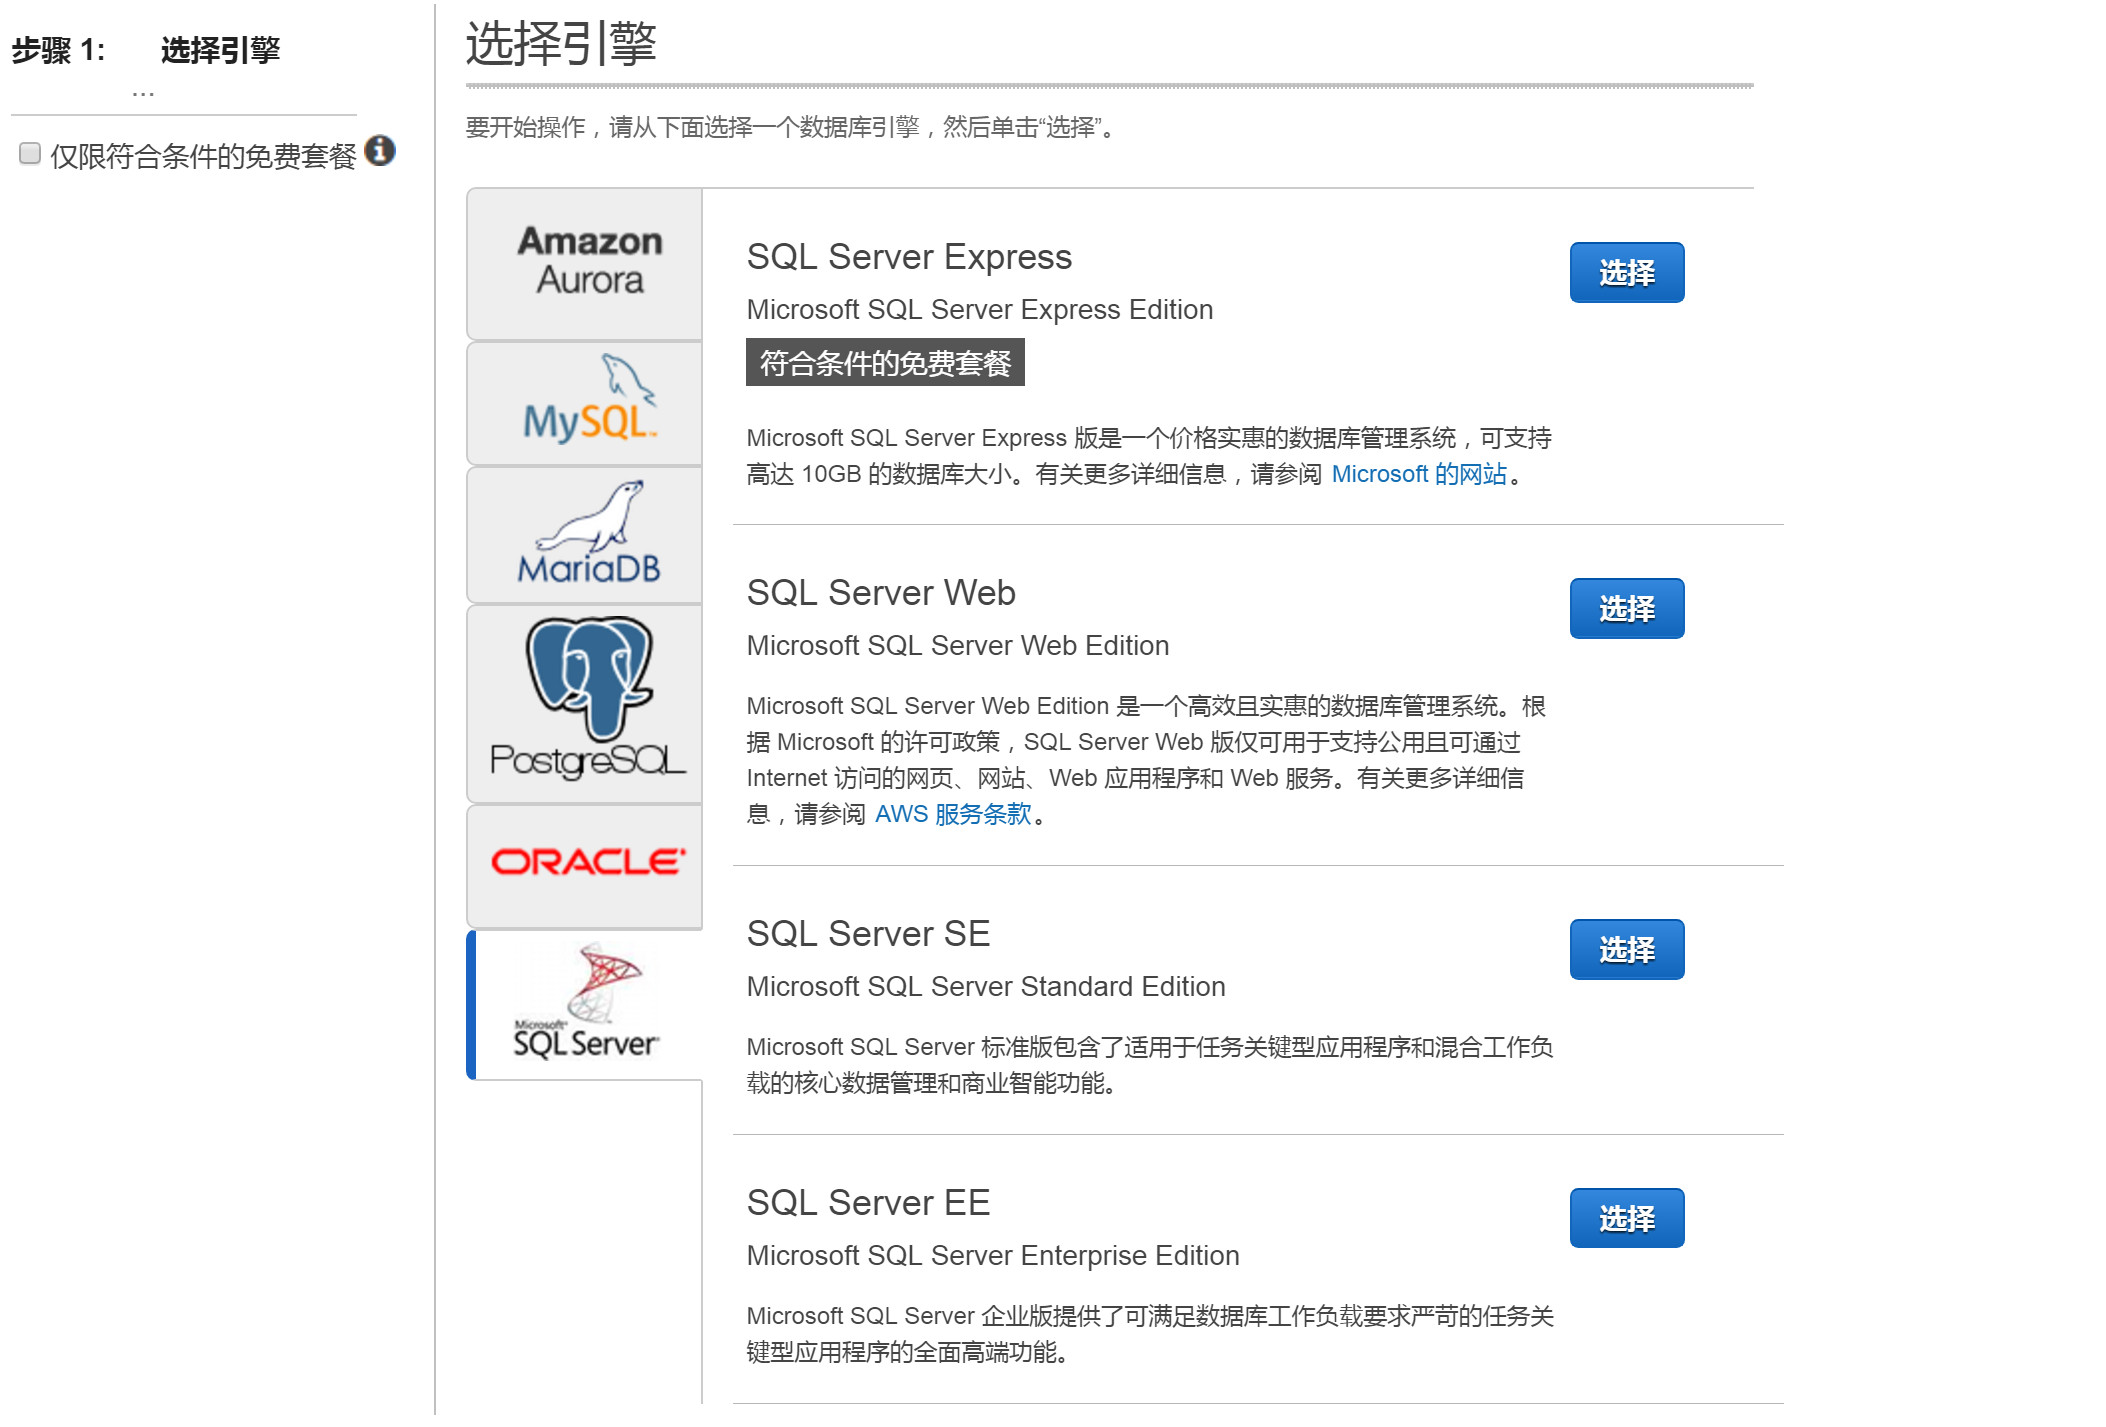 步骤 1: 选择引擎
...
仅限符合条件的免费套餐
选择引擎
要开始操作，请从下面选择一个数据库引擎，然后单击“选择”。
Amazon
Aurora
MySQL™
MariaDB
PostgreSQL
ORACLE
Microsoft
SQL Server
SQL Server Express
选择
Microsoft SQL Server Express Edition
符合条件的免费套餐
Microsoft SQL Server Express 版是一个价格实惠的数据库管理系统，可支持
高达 10GB 的数据库大小。有关更多详细信息，请参阅 Microsoft 的网站。
SQL Server Web
选择
Microsoft SQL Server Web Edition
Microsoft SQL Server Web Edition 是一个高效且实惠的数据库管理系统。根
据 Microsoft 的许可政策，SQL Server Web 版仅可用于支持公用且可通过
Internet 访问的网页、网站、Web 应用程序和 Web 服务。有关更多详细信
息，请参阅 AWS 服务条款。
SQL Server SE
选择
Microsoft SQL Server Standard Edition
Microsoft SQL Server 标准版包含了适用于任务关键型应用程序和混合工作负
载的核心数据管理和商业智能功能。
SQL Server EE
选择
Microsoft SQL Server Enterprise Edition
Microsoft SQL Server 企业版提供了可满足数据库工作负载要求严苛的任务关
键型应用程序的全面高端功能。